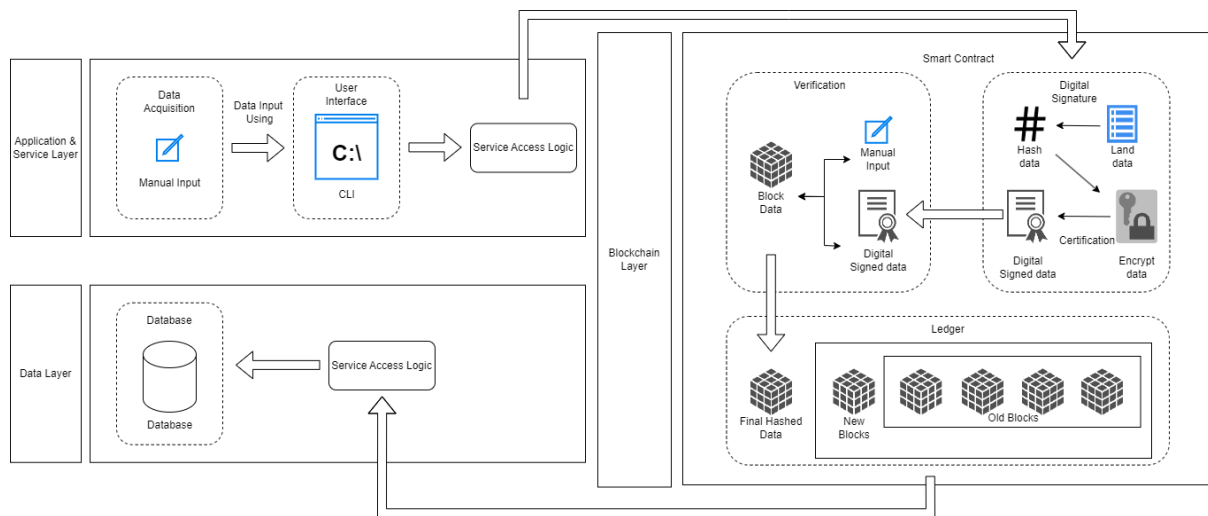 Application &
Service Layer
Data
Acquisition
Manual Input
Data Input
Using
User
Interface
C:\
CLI
Service Access Logic
Data Layer
Database
Database
Service Access Logic
Blockchain
Layer
Smart Contract
Verification
Block
Data
Manual
Input
Digital
Signed data
Digital
Signature
#
Hash
data
Land
data
Digital
Signed data
Certification
Encrypt
data
Ledger
Final Hashed
Data
New
Blocks
Old Blocks